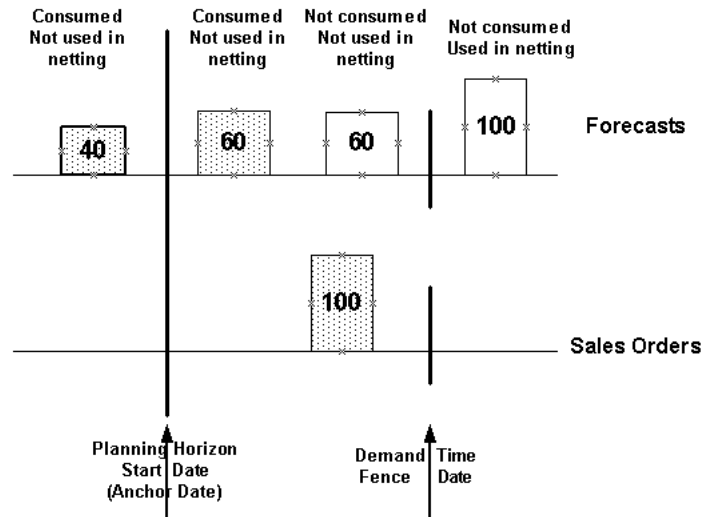 Consumed
Not used in
netting
Consumed
Not used in
netting
Not consumed
Not used in
netting
Not consumed
Used in netting
40
60
60
100
Forecasts
100
Sales Orders
Planning Horizon
Start Date
(Anchor Date)
Demand Time
Fence Date